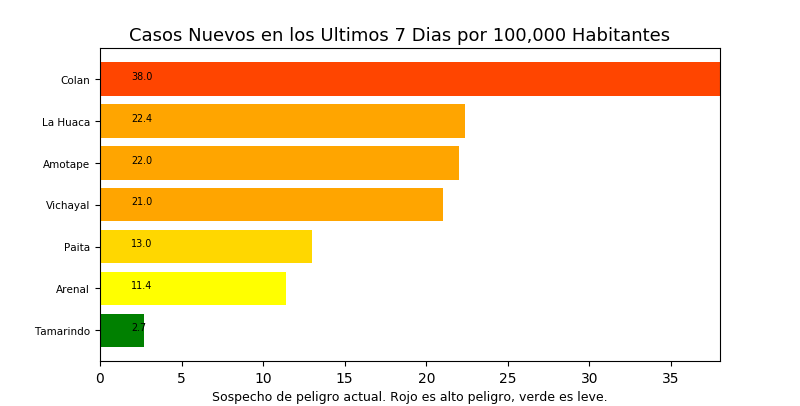 Casos Nuevos en los Ultimos 7 Dias por 100,000 Habitantes
Colan 38.0
La Huaca 22.4
Amotape 22.0
Vichayal 21.0
Paita 13.0
Arenal 11.4
Tamarindo 2.7
0 5 10 15 20 25 30 35
Sospecho de peligro actual. Rojo es alto peligro, verde es leve.